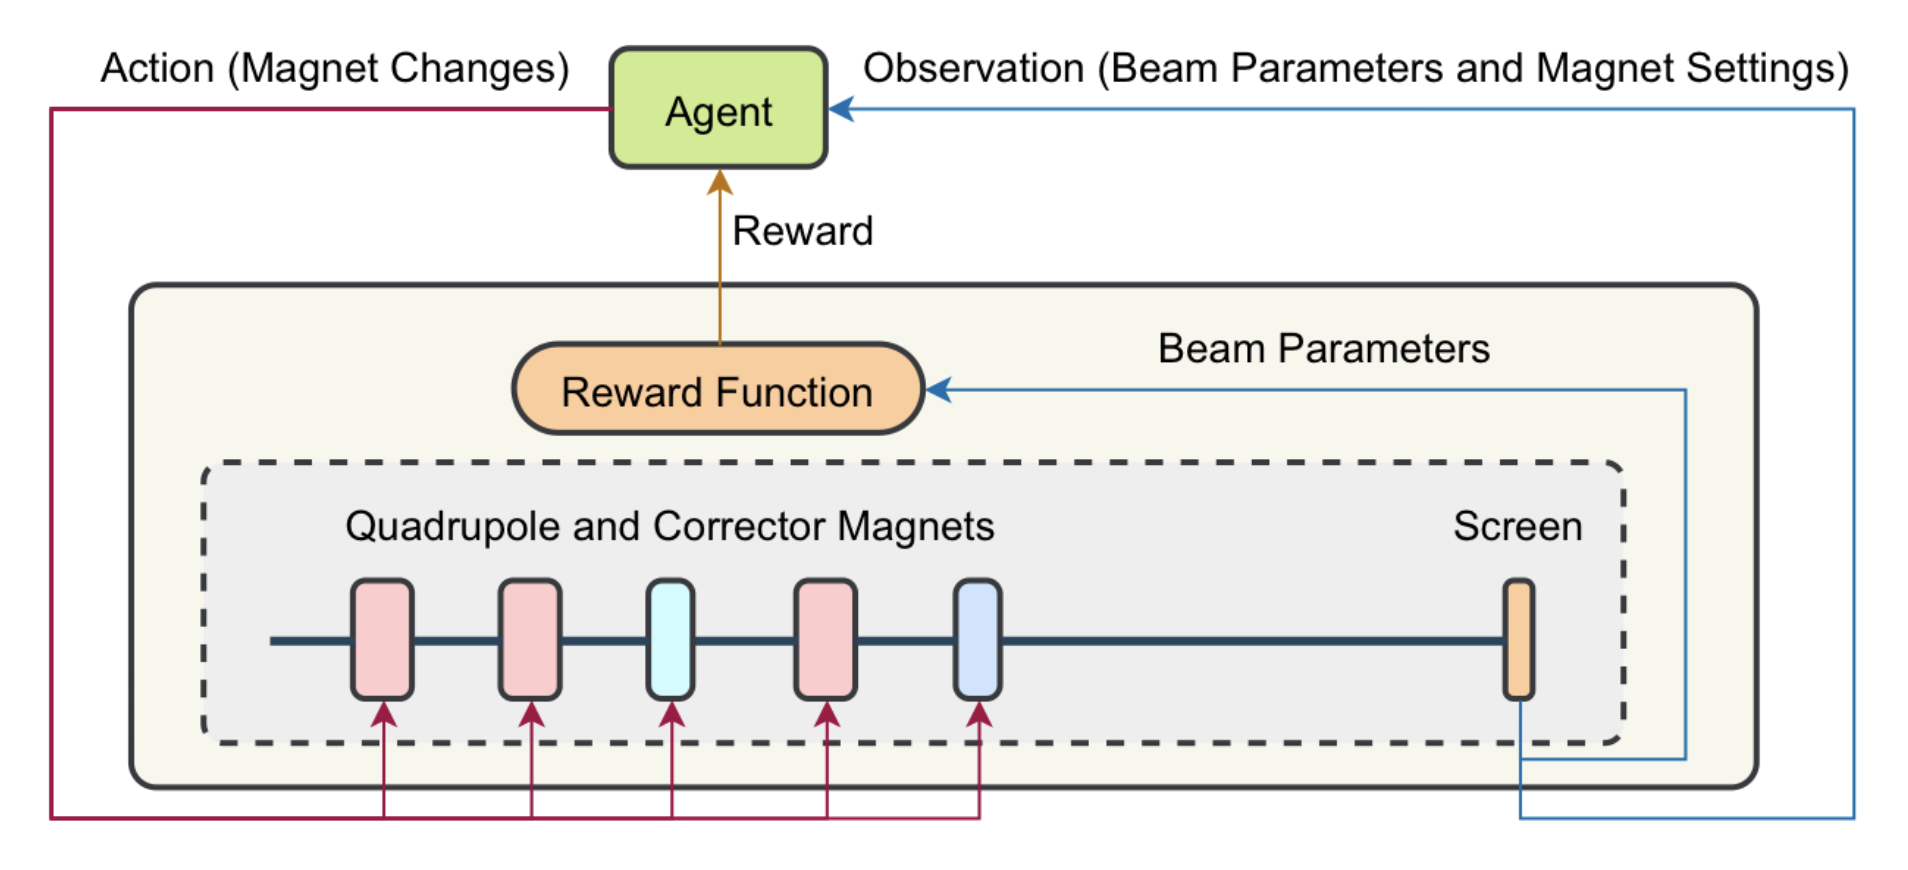 Action (Magnet Changes)
Agent
Observation (Beam Parameters and Magnet Settings)
Reward
Beam Parameters
Reward Function
Quadrupole and Corrector Magnets
Screen